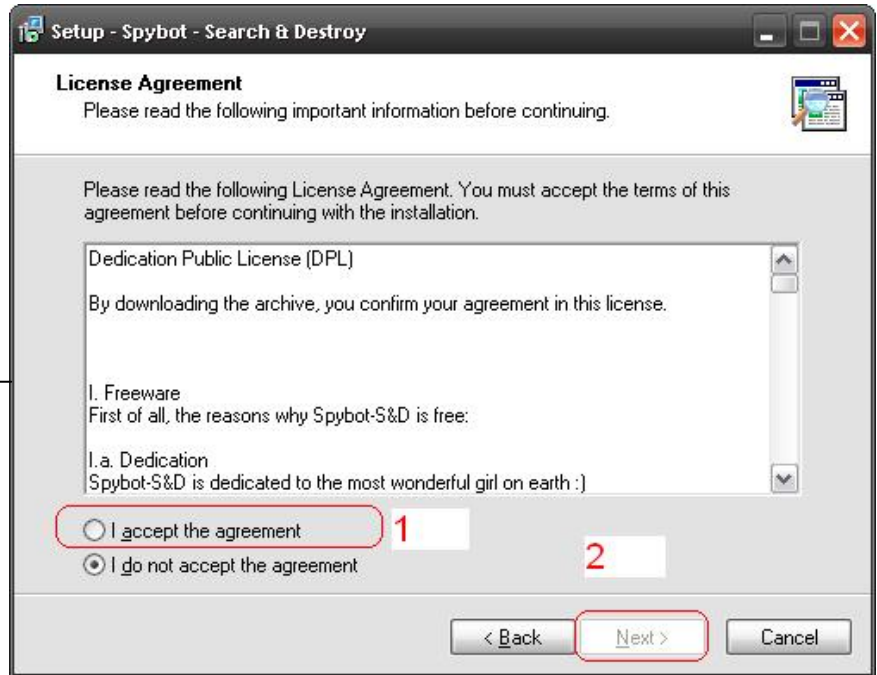 Setup - Spybot - Search & Destroy
License Agreement
Please read the following important information before continuing.
Please read the following License Agreement. You must accept the terms of this
agreement before continuing with the installation.
Dedication Public License (DPL)
By downloading the archive, you confirm your agreement in this license.
I. Freeware
First of all, the reasons why Spybot-S&D is free:
I.a. Dedication
Spybot-S&D is dedicated to the most wonderful girl on earth :)
I accept the agreement
1
I do not accept the agreement
2
< Back
Next >
Cancel